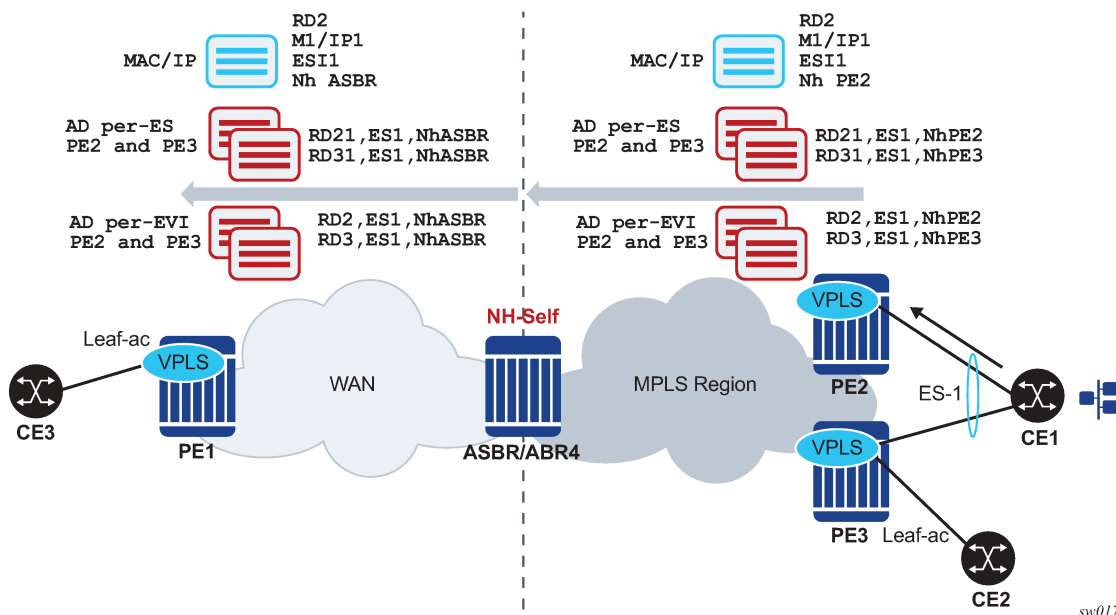 RD2
M1/IP1
MAC/IP
ESI1
Nh ASBR
AD per-ES
PE2 and PE3
RD21,ES1,NhASBR
RD31,ES1,NhASBR
AD per-EVI
PE2 and PE3
RD2,ES1,NhASBR
RD3,ES1,NhASBR
RD2
M1/IP1
MAC/IP
ESI1
Nh PE2
AD per-ES
PE2 and PE3
RD21,ES1,NhPE2
RD31,ES1,NhPE3
AD per-EVI
PE2 and PE3
RD2,ES1,NhPE2
RD3,ES1,NhPE3
NH-Self
Leaf-ac
VPLS
CE3
PE1
WAN
ASBR/ABR4
MPLS Region
VPLS
PE2
ES-1
CE1
VPLS
PE3
Leaf-ac
CE2